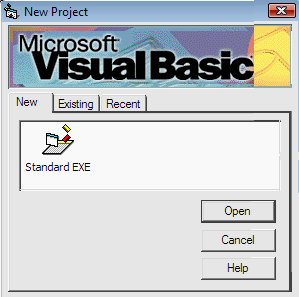 New Project
Microsoft
Visual Basic
New Existing Recent
Standard EXE
Open
Cancel
Help